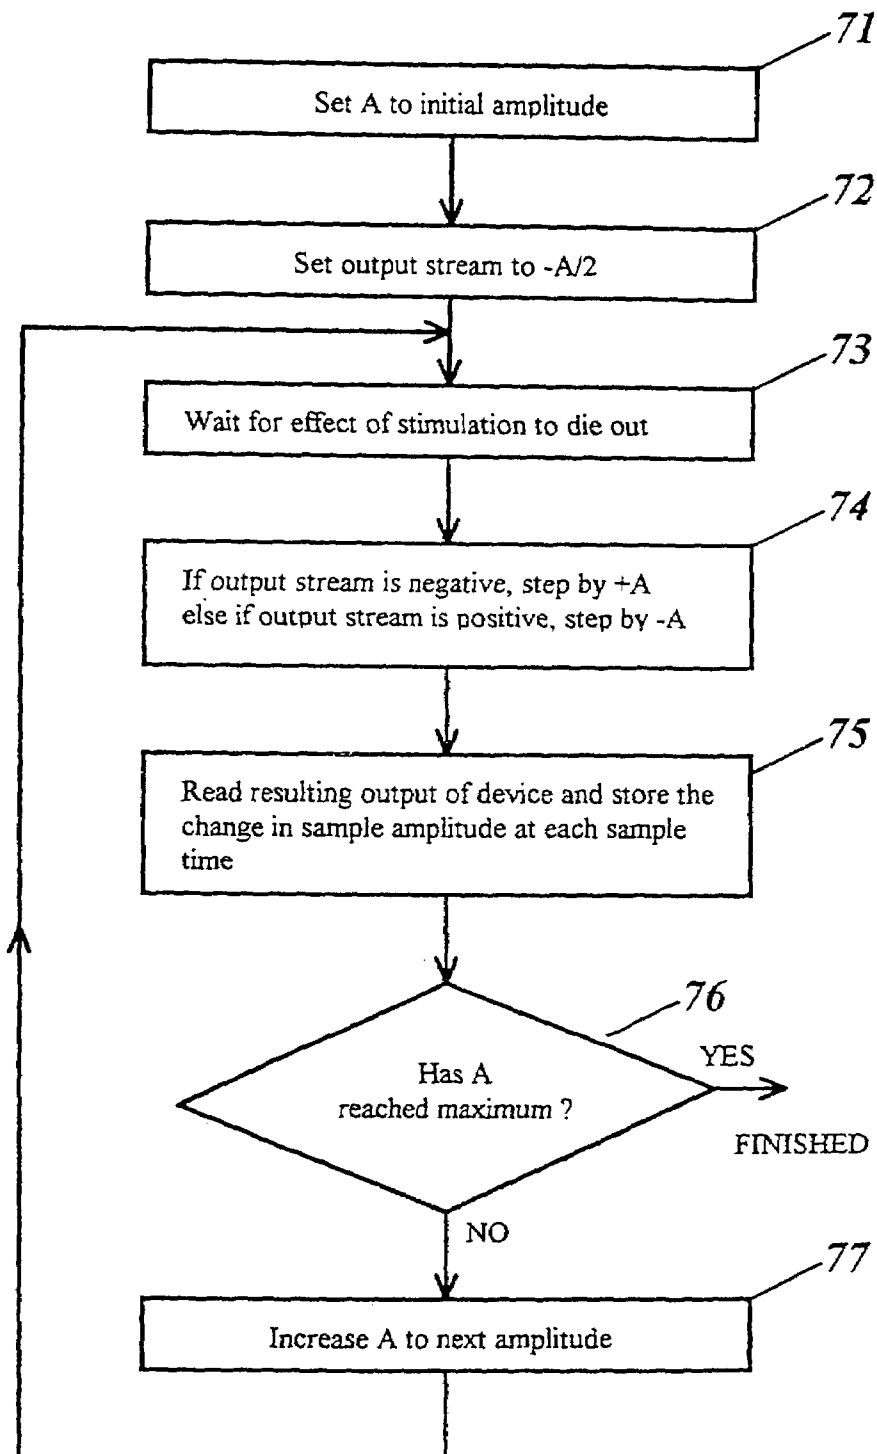 71
Set A to initial amplitude
72
Set output stream to -A/2
73
Wait for effect of stimulation to die out
74
If output stream is negative, step by +A
else if output stream is positive, step by -A
75
Read resulting output of device and store the
change in sample amplitude at each sample
time
76
Has A
reached maximum ?
YES
FINISHED
NO
77
Increase A to next amplitude